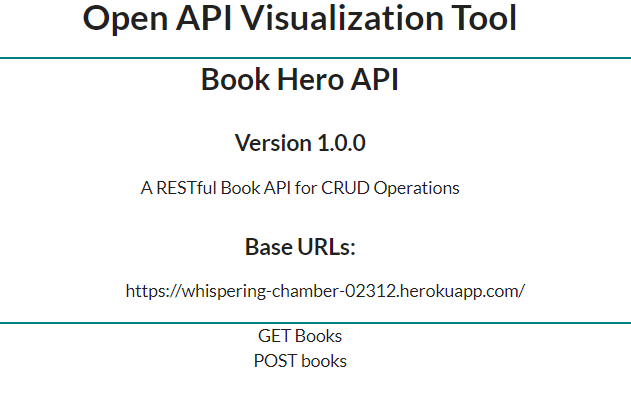 Open API Visualization Tool
Book Hero API
Version 1.0.0
A RESTful Book API for CRUD Operations
Base URLs:
https://whispering-chamber-02312.herokuapp.com/
GET Books
POST books